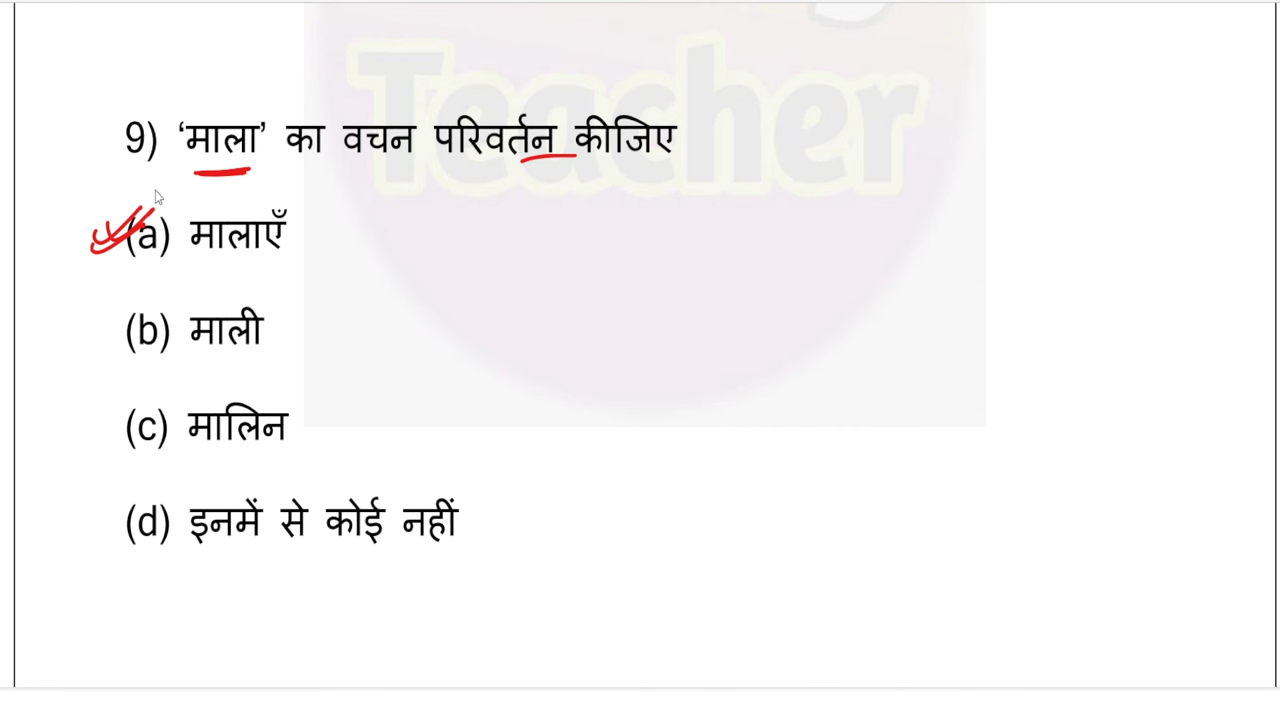 Teacher
9) ‘माला’ का वचन परिवर्तन कीजिए
(a) मालाएँ
(b) माली
(c) मालिन
(d) इनमें से कोई नहीं